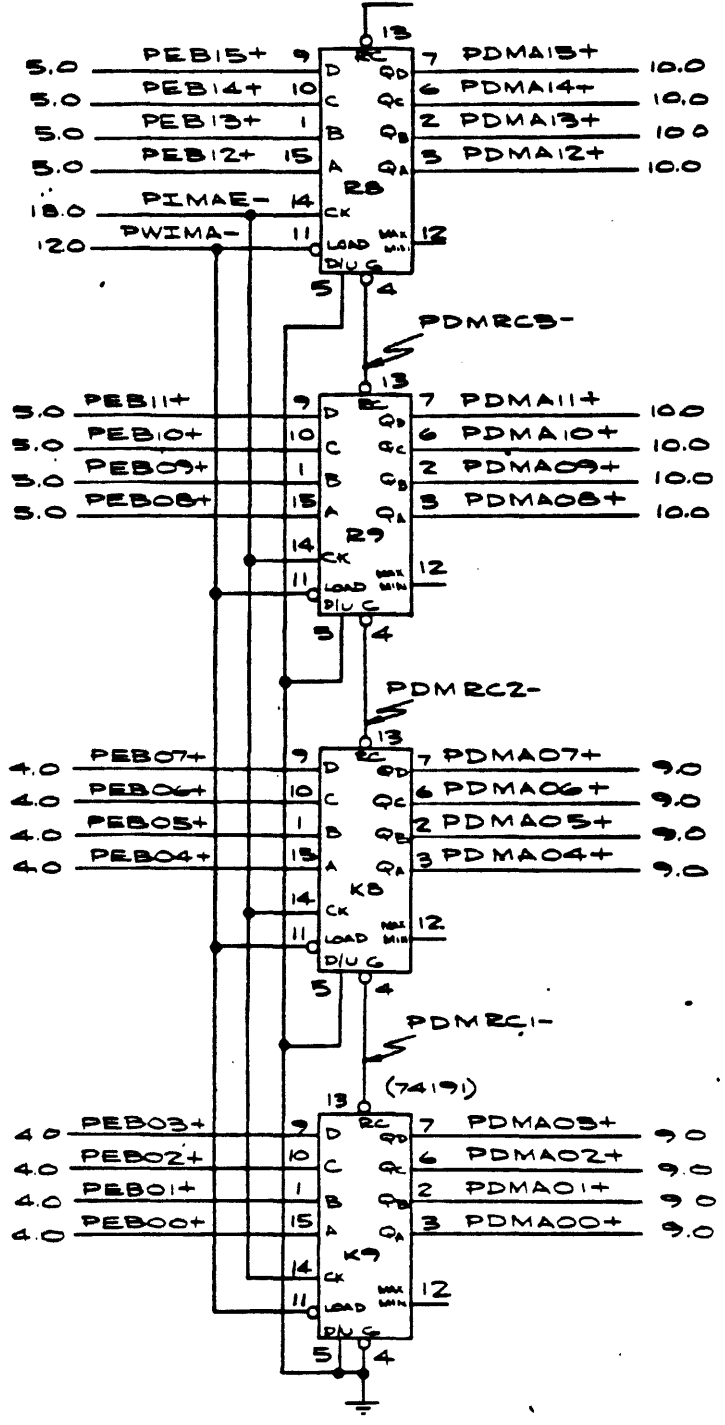 13
RC
5.0 PEB15+ 9 D QD 7 PDMA15+ 10.0
5.0 PEB14+ 10 C QC 6 PDMA14+ 10.0
5.0 PEB13+ 1 B QB 2 PDMA13+ 10.0
5.0 PEB12+ 15 A QA 3 PDMA12+ 10.0
R8
18.0 PIMAE- 14 CK
12.0 PWIMA- 11 LOAD MAX MIN 12
D/U G
5 4
PDMRC3-
13
RC
5.0 PEB11+ 9 D QD 7 PDMA11+ 10.0
5.0 PEB10+ 10 C QC 6 PDMA10+ 10.0
5.0 PEB09+ 1 B QB 2 PDMA09+ 10.0
5.0 PEB08+ 15 A QA 3 PDMA08+ 10.0
R9
14 CK
11 LOAD MAX MIN 12
D/U G
5 4
PDMRC2-
13
RC
4.0 PEB07+ 9 D QD 7 PDMA07+ 9.0
4.0 PEB06+ 10 C QC 6 PDMA06+ 9.0
4.0 PEB05+ 1 B QB 2 PDMA05+ 9.0
4.0 PEB04+ 15 A QA 3 PDMA04+ 9.0
K8
14 CK
11 LOAD MAX MIN 12
D/U G
5 4
PDMRC1-
(74191)
13
RC
4.0 PEB03+ 9 D QD 7 PDMA03+ 9.0
4.0 PEB02+ 10 C QC 6 PDMA02+ 9.0
4.0 PEB01+ 1 B QB 2 PDMA01+ 9.0
4.0 PEB00+ 15 A QA 3 PDMA00+ 9.0
K9
14 CK
11 LOAD MAX MIN 12
D/U G
5 4